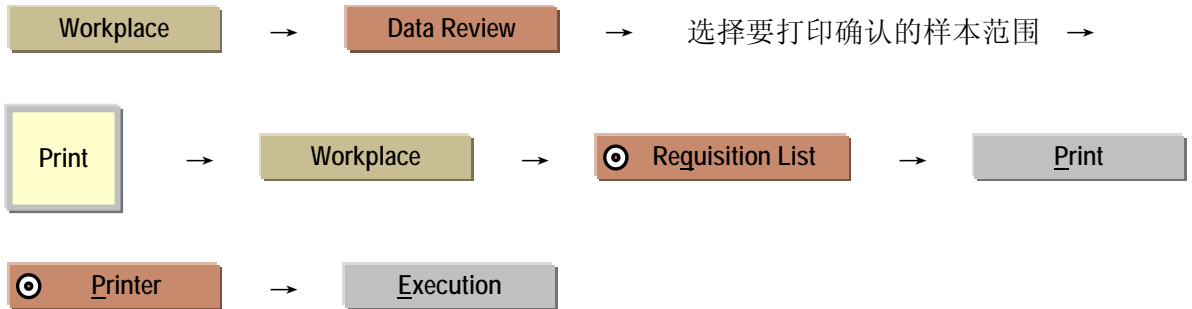 Workplace → Data Review → 选择要打印确认的样本范围 →
Print → Workplace → Requisition List → Print
Printer → Execution